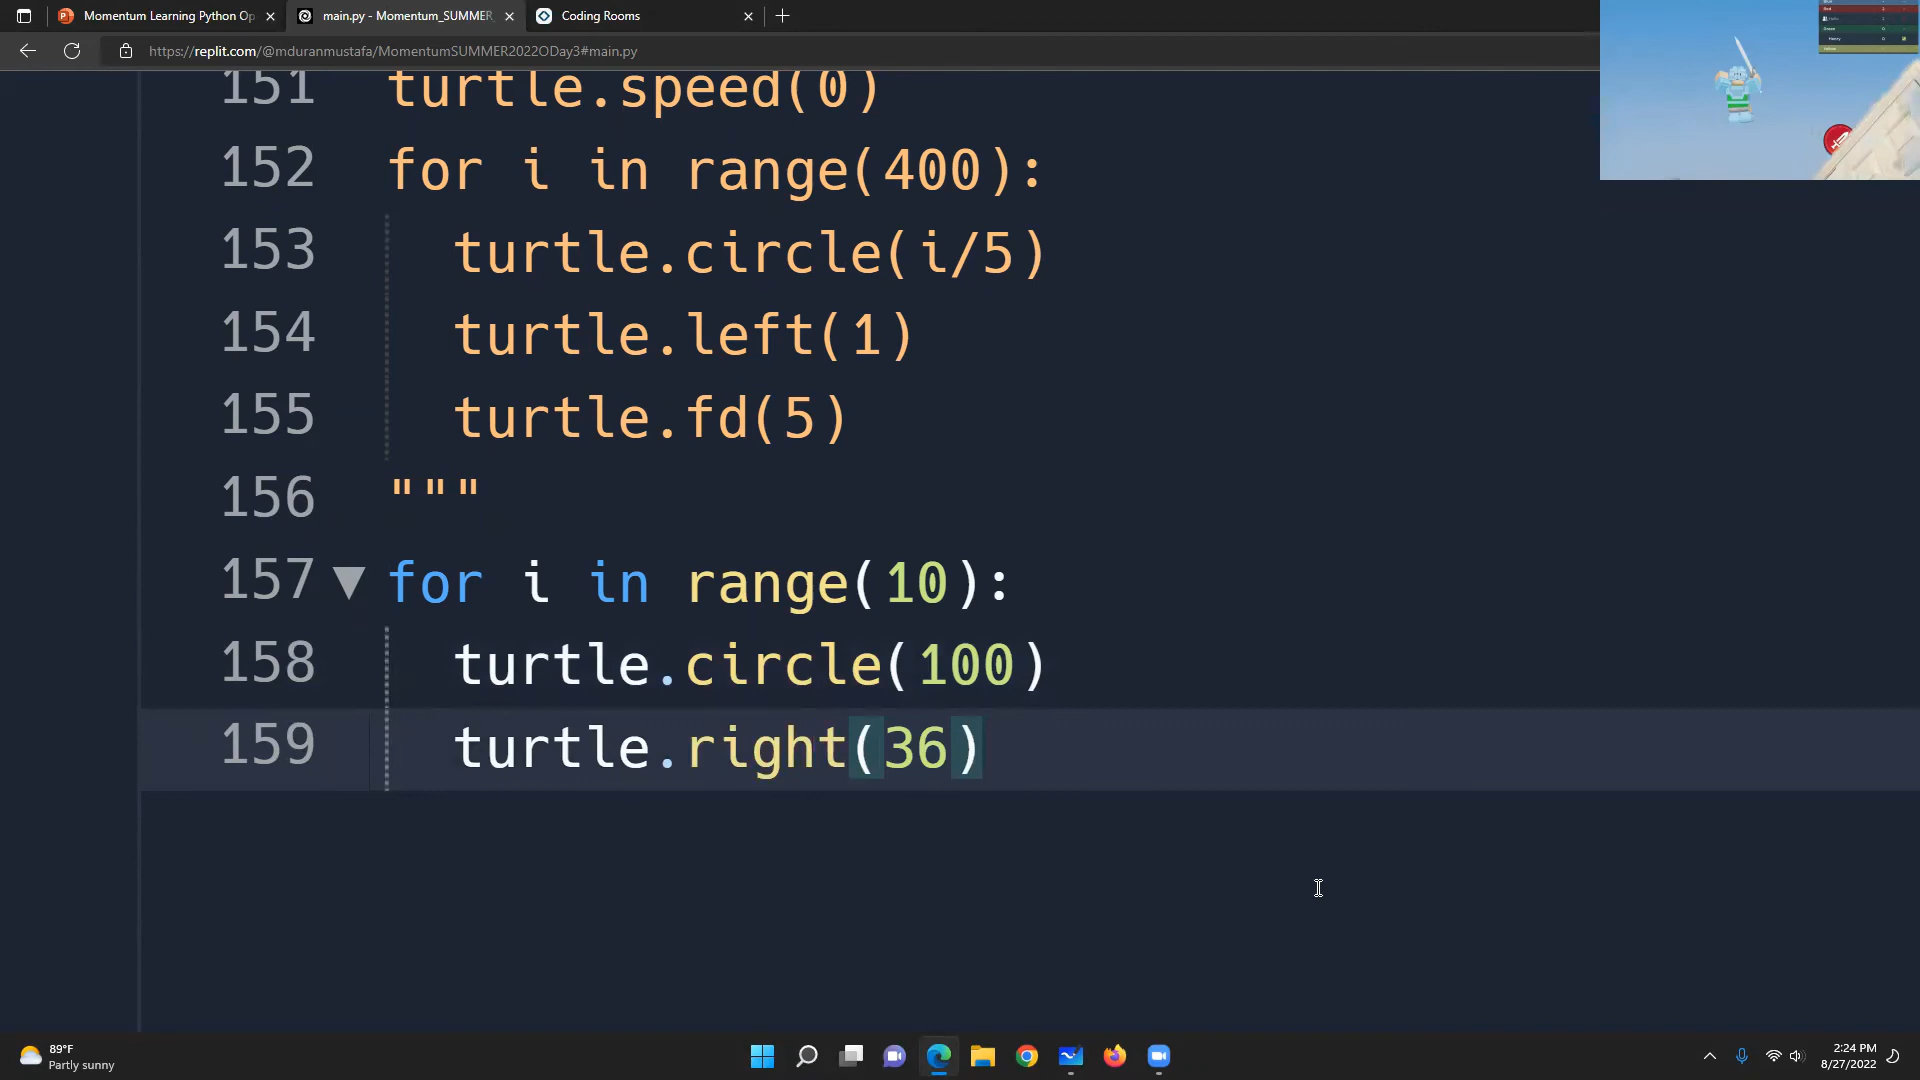 Momentum Learning Python Op
main.py - Momentum_SUMMER
Coding Rooms
https://replit.com/@mduranmustafa/MomentumSUMMER2022ODay3#main.py
151 turtle.speed(0)
152 for i in range(400):
153 turtle.circle(i/5)
154 turtle.left(1)
155 turtle.fd(5)
156 """
157 for i in range(10):
158 turtle.circle(100)
159 turtle.right(36)
89°F
Partly sunny
2:24 PM
8/27/2022